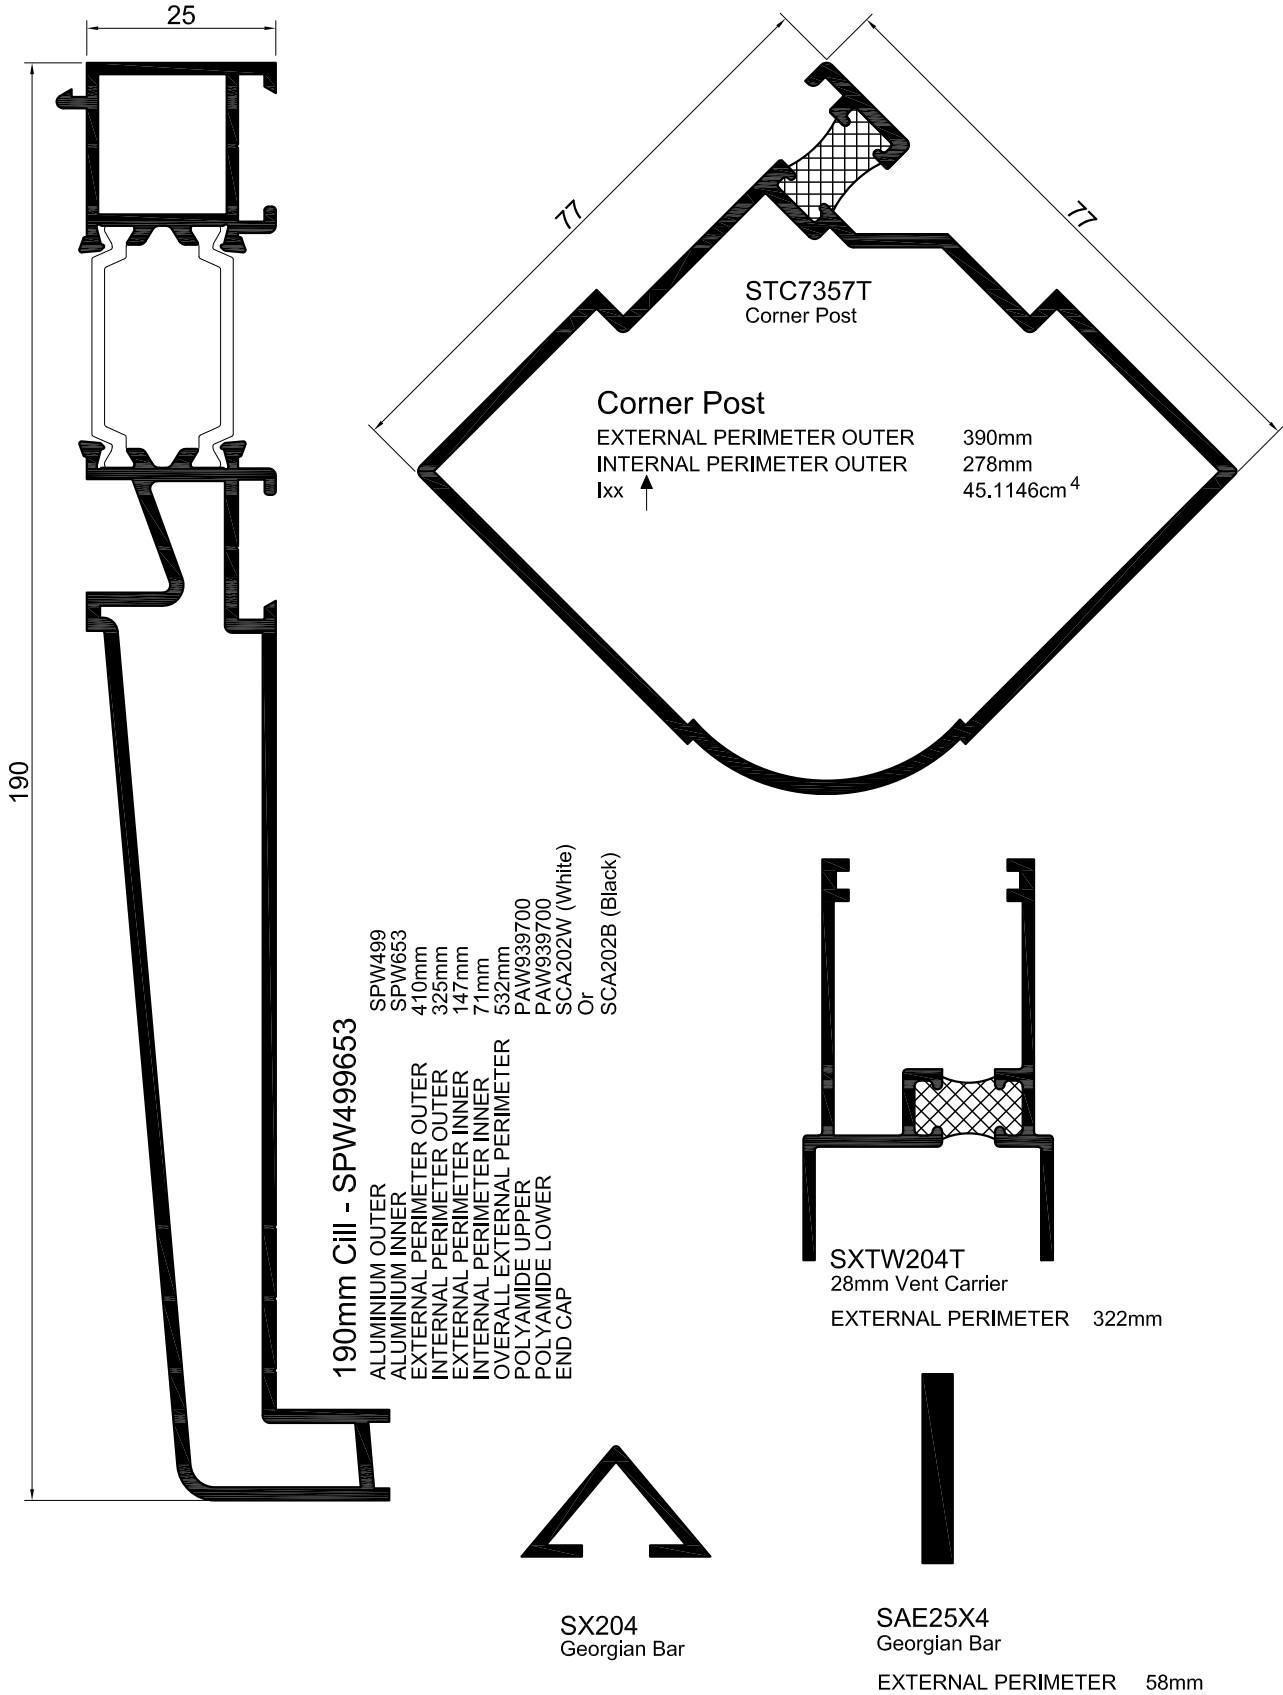 25
77
77
STC7357T
Corner Post
Corner Post
EXTERNAL PERIMETER OUTER 390mm
INTERNAL PERIMETER OUTER 278mm
Ixx 45.1146cm⁴
190
190mm Cill - SPW499653
ALUMINIUM OUTER SPW499
ALUMINIUM INNER SPW653
EXTERNAL PERIMETER OUTER 410mm
INTERNAL PERIMETER OUTER 325mm
EXTERNAL PERIMETER INNER 147mm
INTERNAL PERIMETER INNER 71mm
OVERALL EXTERNAL PERIMETER 532mm
POLYAMIDE UPPER PAW939700
POLYAMIDE LOWER PAW939700
END CAP SCA202W (White)
Or
SCA202B (Black)
SXTW204T
28mm Vent Carrier
EXTERNAL PERIMETER 322mm
SX204
Georgian Bar
SAE25X4
Georgian Bar
EXTERNAL PERIMETER 58mm